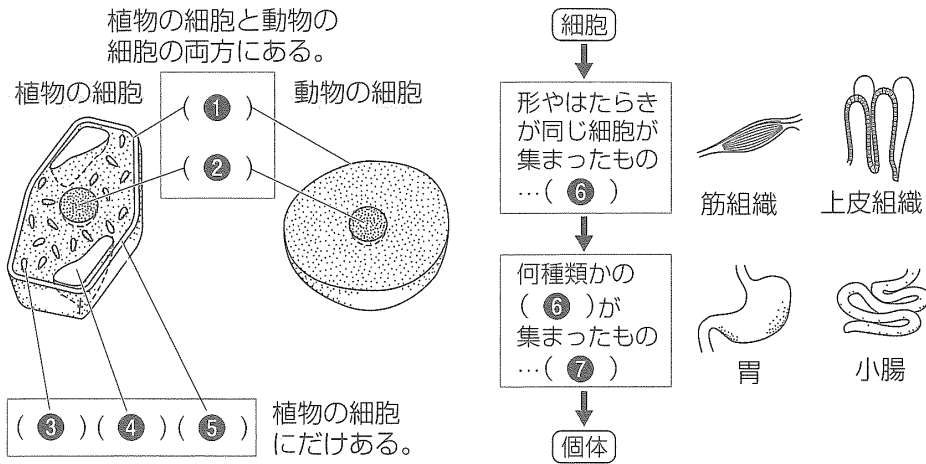 植物の細胞と動物の
細胞の両方にある。
植物の細胞
動物の細胞
( ❶ )
( ❷ )
( ❸ )( ❹ )( ❺ )
植物の細胞
にだけある。
細胞
形やはたらき
が同じ細胞が
集まったもの
…( ❻ )
筋組織
上皮組織
何種類かの
( ❻ )が
集まったもの
…( ❼ )
胃
小腸
個体